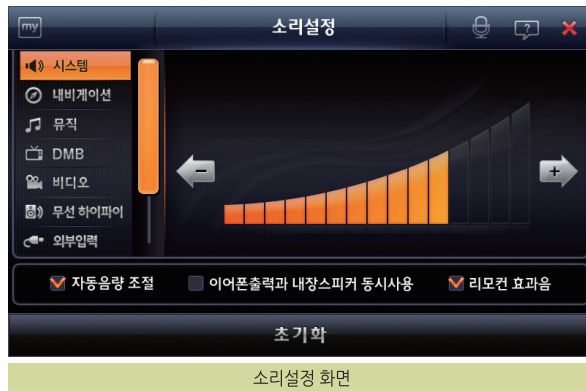 my
소리설정
?
시스템
내비게이션
뮤직
DMB
비디오
무선 하이파이
외부입력
-
+
자동음량 조절
이어폰출력과 내장스피커 동시사용
리모컨 효과음
초기화
소리설정 화면